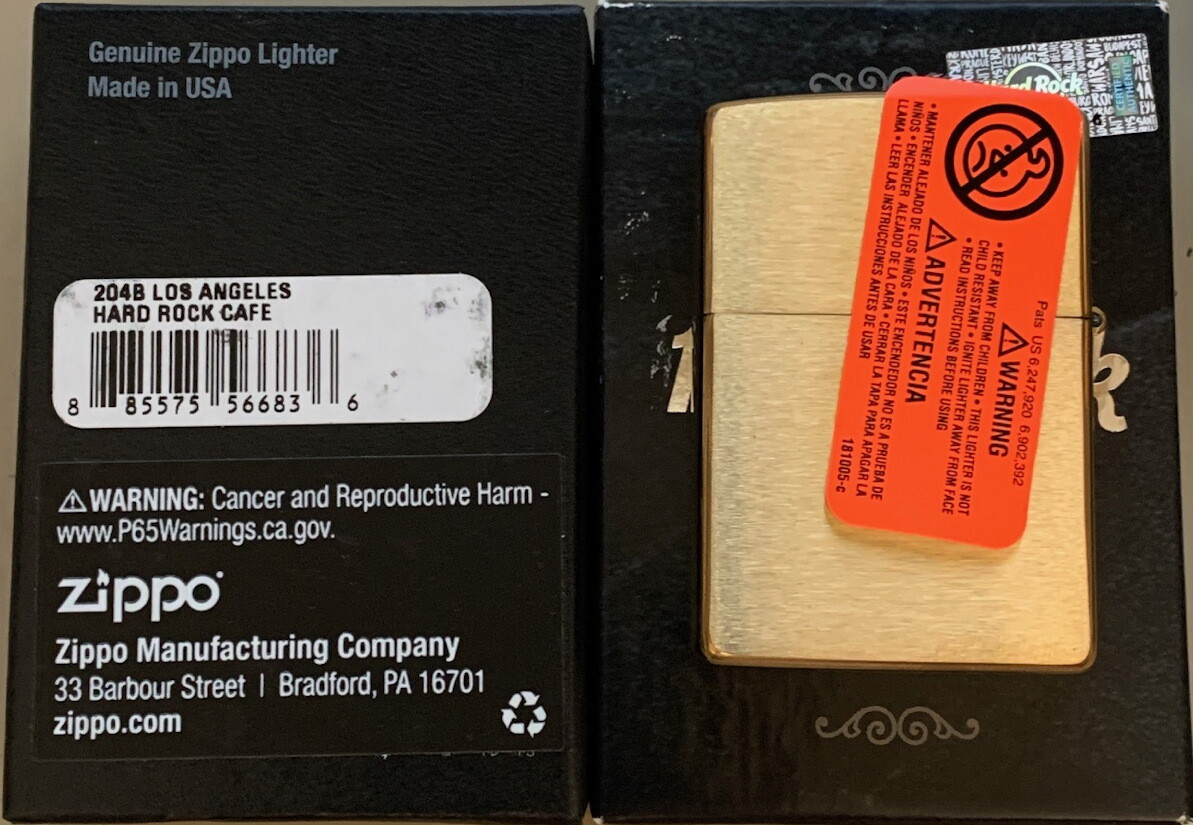 Genuine Zippo Lighter
Made in USA
204B LOS ANGELES
HARD ROCK CAFE
8 85575 56683 6
WARNING: Cancer and Reproductive Harm -
www.P65Warnings.ca.gov.
zippo
Zippo Manufacturing Company
33 Barbour Street | Bradford, PA 16701
zippo.com
Hard Rock
CERTIFIED
AUTHENTIC
BUDAPEST
Pats US 6,247,920 6,902,392
WARNING
• KEEP AWAY FROM CHILDREN • THIS LIGHTER IS NOT
CHILD RESISTANT • IGNITE LIGHTER AWAY FROM FACE
• READ INSTRUCTIONS BEFORE USING
ADVERTENCIA
• MANTENER ALEJADO DE LOS NIÑOS • ESTE ENCENDEDOR NO ES A PRUEBA DE
NIÑOS • ENCENDER ALEJADO DE LA CARA • CERRAR LA TAPA PARA APAGAR LA
LLAMA • LEER LAS INSTRUCCIONES ANTES DE USAR
181005-c